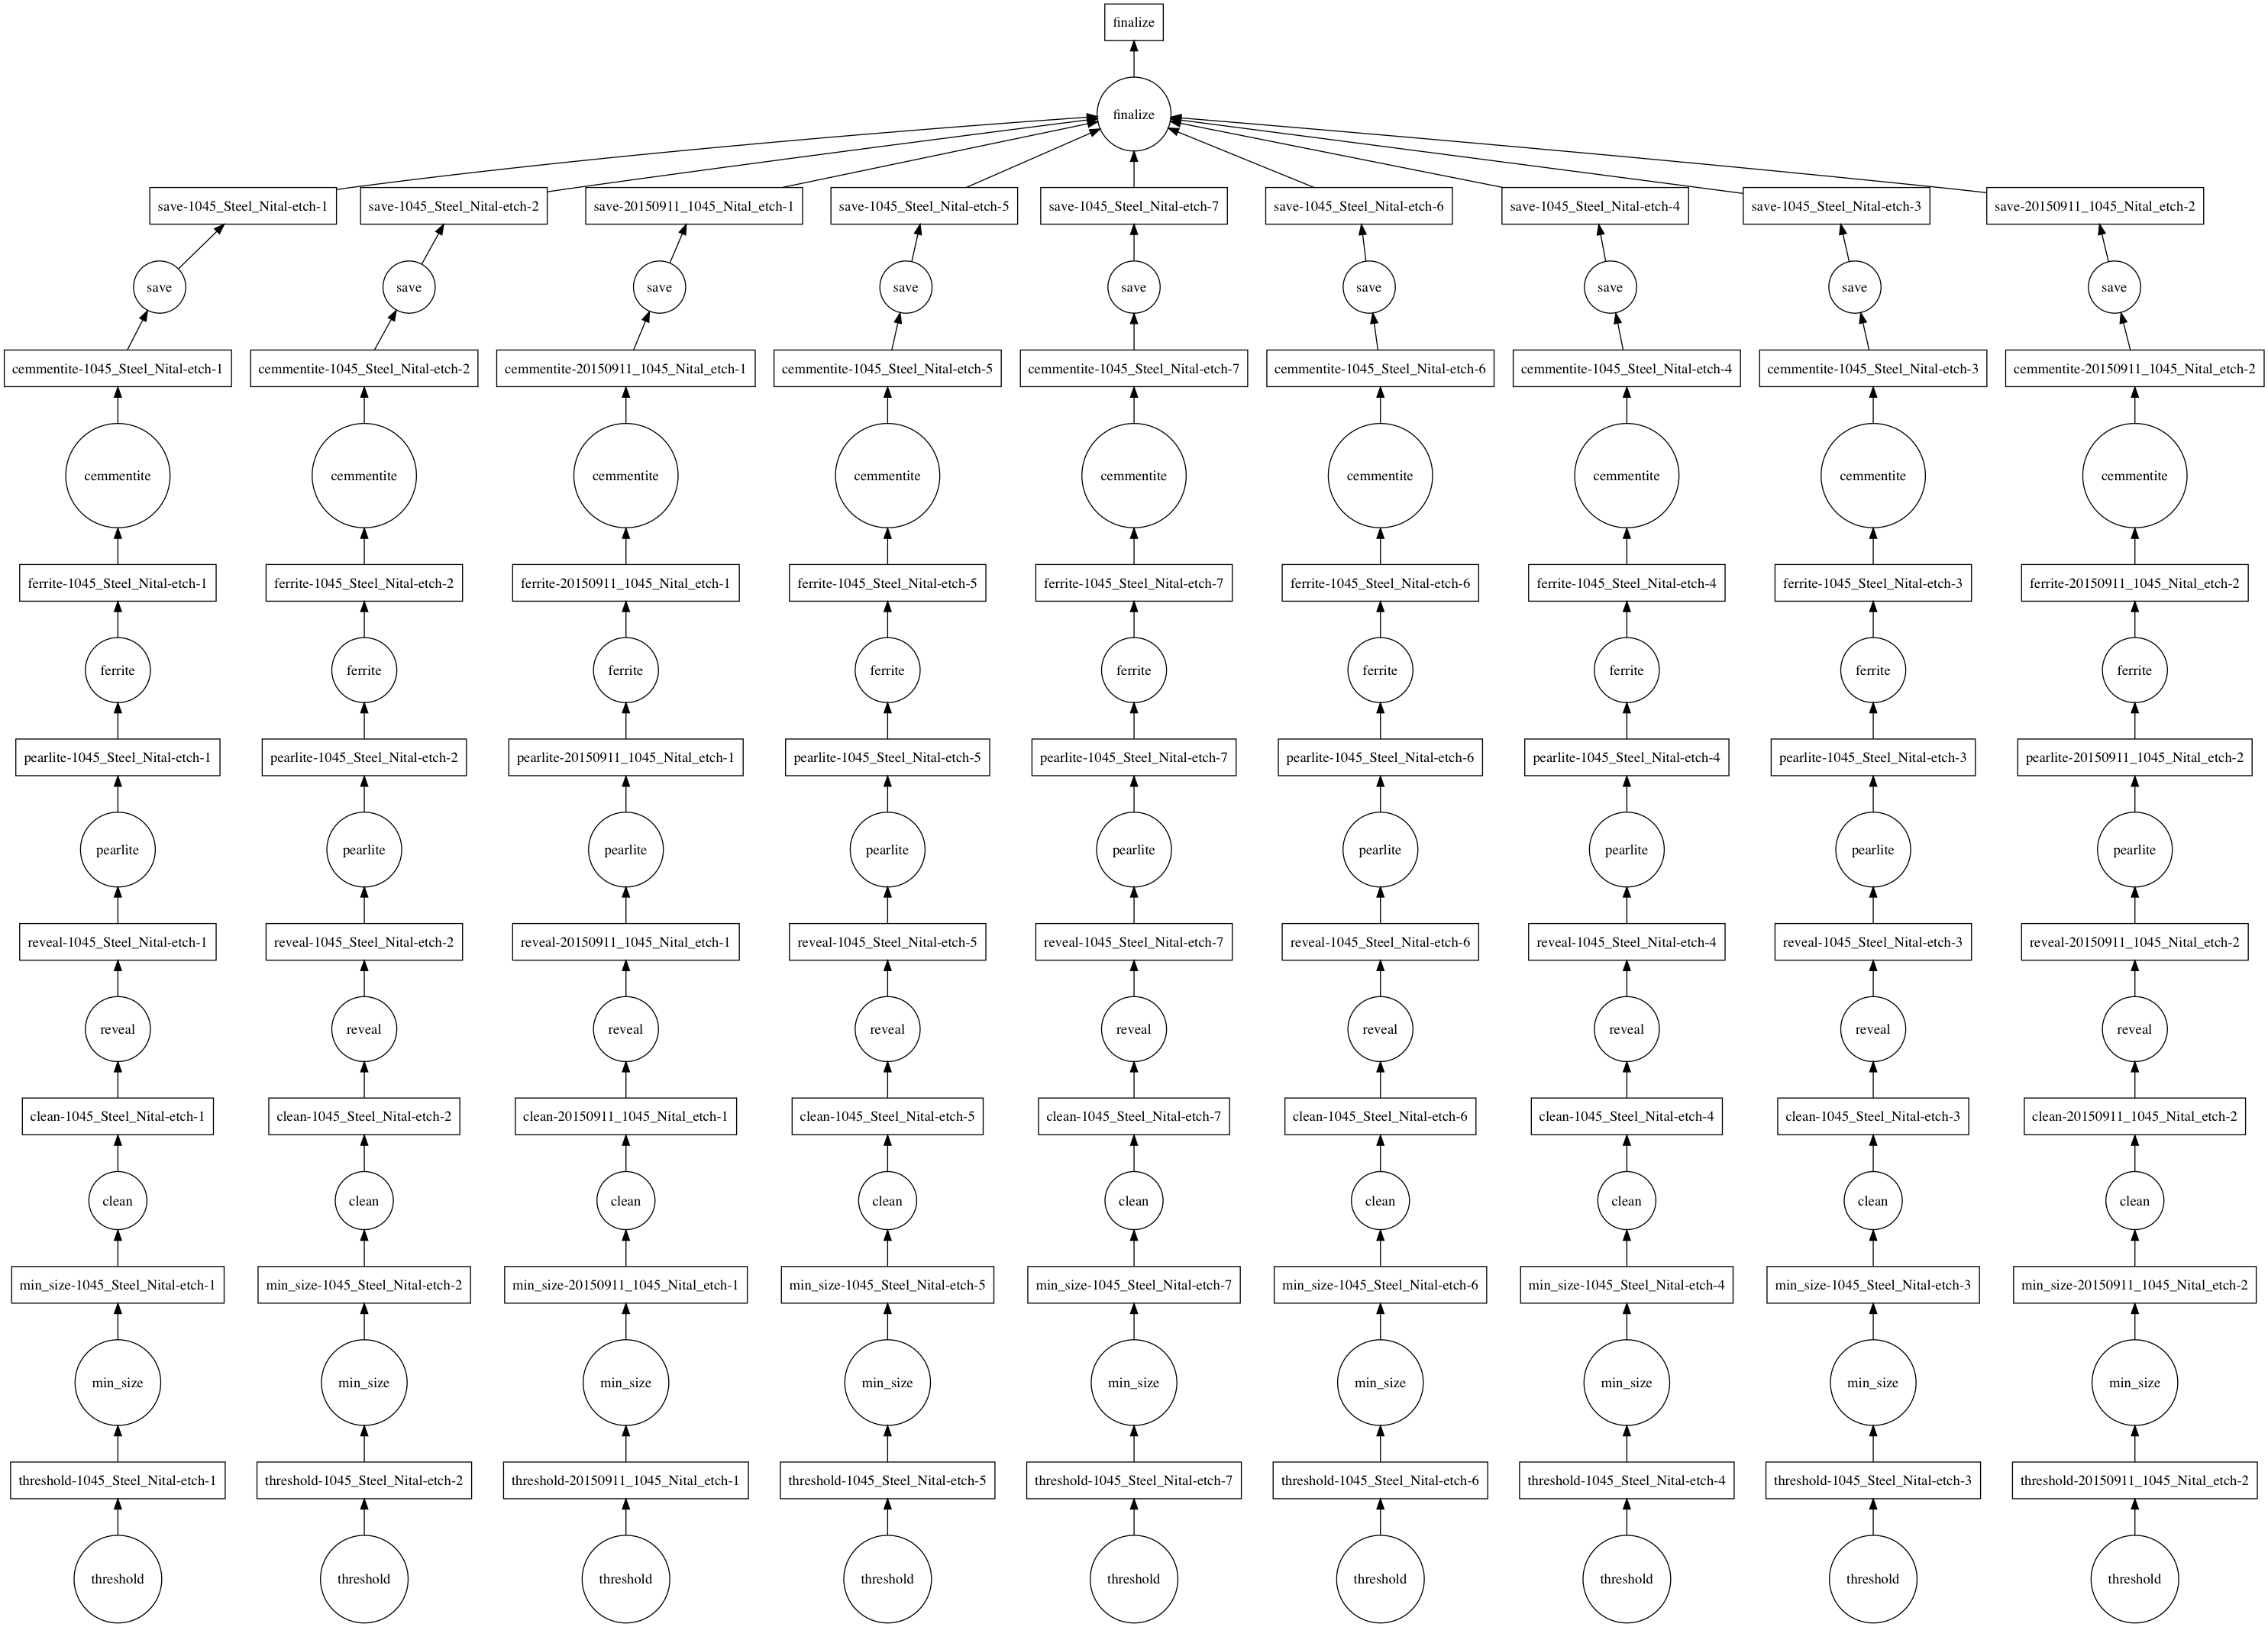 finalize
finalize
save-1045_Steel_Nital-etch-1
save-1045_Steel_Nital-etch-2
save-20150911_1045_Nital_etch-1
save-1045_Steel_Nital-etch-5
save-1045_Steel_Nital-etch-7
save-1045_Steel_Nital-etch-6
save-1045_Steel_Nital-etch-4
save-1045_Steel_Nital-etch-3
save-20150911_1045_Nital_etch-2
save
save
save
save
save
save
save
save
save
cemmentite-1045_Steel_Nital-etch-1
cemmentite-1045_Steel_Nital-etch-2
cemmentite-20150911_1045_Nital_etch-1
cemmentite-1045_Steel_Nital-etch-5
cemmentite-1045_Steel_Nital-etch-7
cemmentite-1045_Steel_Nital-etch-6
cemmentite-1045_Steel_Nital-etch-4
cemmentite-1045_Steel_Nital-etch-3
cemmentite-20150911_1045_Nital_etch-2
cemmentite
cemmentite
cemmentite
cemmentite
cemmentite
cemmentite
cemmentite
cemmentite
cemmentite
ferrite-1045_Steel_Nital-etch-1
ferrite-1045_Steel_Nital-etch-2
ferrite-20150911_1045_Nital_etch-1
ferrite-1045_Steel_Nital-etch-5
ferrite-1045_Steel_Nital-etch-7
ferrite-1045_Steel_Nital-etch-6
ferrite-1045_Steel_Nital-etch-4
ferrite-1045_Steel_Nital-etch-3
ferrite-20150911_1045_Nital_etch-2
ferrite
ferrite
ferrite
ferrite
ferrite
ferrite
ferrite
ferrite
ferrite
pearlite-1045_Steel_Nital-etch-1
pearlite-1045_Steel_Nital-etch-2
pearlite-20150911_1045_Nital_etch-1
pearlite-1045_Steel_Nital-etch-5
pearlite-1045_Steel_Nital-etch-7
pearlite-1045_Steel_Nital-etch-6
pearlite-1045_Steel_Nital-etch-4
pearlite-1045_Steel_Nital-etch-3
pearlite-20150911_1045_Nital_etch-2
pearlite
pearlite
pearlite
pearlite
pearlite
pearlite
pearlite
pearlite
pearlite
reveal-1045_Steel_Nital-etch-1
reveal-1045_Steel_Nital-etch-2
reveal-20150911_1045_Nital_etch-1
reveal-1045_Steel_Nital-etch-5
reveal-1045_Steel_Nital-etch-7
reveal-1045_Steel_Nital-etch-6
reveal-1045_Steel_Nital-etch-4
reveal-1045_Steel_Nital-etch-3
reveal-20150911_1045_Nital_etch-2
reveal
reveal
reveal
reveal
reveal
reveal
reveal
reveal
reveal
clean-1045_Steel_Nital-etch-1
clean-1045_Steel_Nital-etch-2
clean-20150911_1045_Nital_etch-1
clean-1045_Steel_Nital-etch-5
clean-1045_Steel_Nital-etch-7
clean-1045_Steel_Nital-etch-6
clean-1045_Steel_Nital-etch-4
clean-1045_Steel_Nital-etch-3
clean-20150911_1045_Nital_etch-2
clean
clean
clean
clean
clean
clean
clean
clean
clean
min_size-1045_Steel_Nital-etch-1
min_size-1045_Steel_Nital-etch-2
min_size-20150911_1045_Nital_etch-1
min_size-1045_Steel_Nital-etch-5
min_size-1045_Steel_Nital-etch-7
min_size-1045_Steel_Nital-etch-6
min_size-1045_Steel_Nital-etch-4
min_size-1045_Steel_Nital-etch-3
min_size-20150911_1045_Nital_etch-2
min_size
min_size
min_size
min_size
min_size
min_size
min_size
min_size
min_size
threshold-1045_Steel_Nital-etch-1
threshold-1045_Steel_Nital-etch-2
threshold-20150911_1045_Nital_etch-1
threshold-1045_Steel_Nital-etch-5
threshold-1045_Steel_Nital-etch-7
threshold-1045_Steel_Nital-etch-6
threshold-1045_Steel_Nital-etch-4
threshold-1045_Steel_Nital-etch-3
threshold-20150911_1045_Nital_etch-2
threshold
threshold
threshold
threshold
threshold
threshold
threshold
threshold
threshold